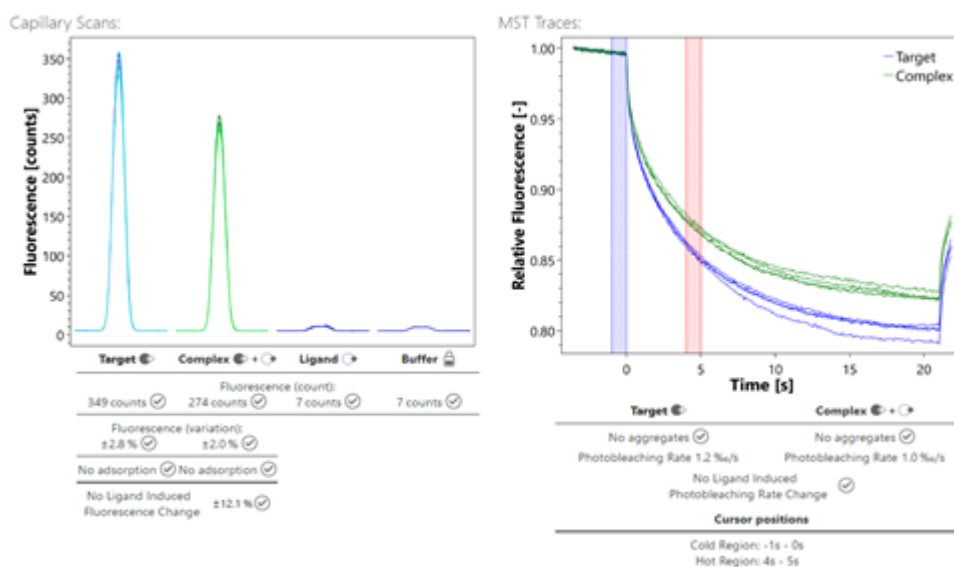 Capillary Scans:
Fluorescence [counts]
350
300
250
200
150
100
50
0
Target Complex + Ligand Buffer
Fluorescence (count):
349 counts 274 counts 7 counts 7 counts
Fluorescence (variation):
±2.8 % ±2.0 %
No adsorption No adsorption
No Ligand Induced
Fluorescence Change ±12.1 %
MST Traces:
Relative Fluorescence [-]
1.00
0.95
0.90
0.85
0.80
Target
Complex
0 5 10 15 20
Time [s]
Target Complex +
No aggregates No aggregates
Photobleaching Rate 1.2 ‰/s Photobleaching Rate 1.0 ‰/s
No Ligand Induced
Photobleaching Rate Change
Cursor positions
Cold Region: -1s - 0s
Hot Region: 4s - 5s